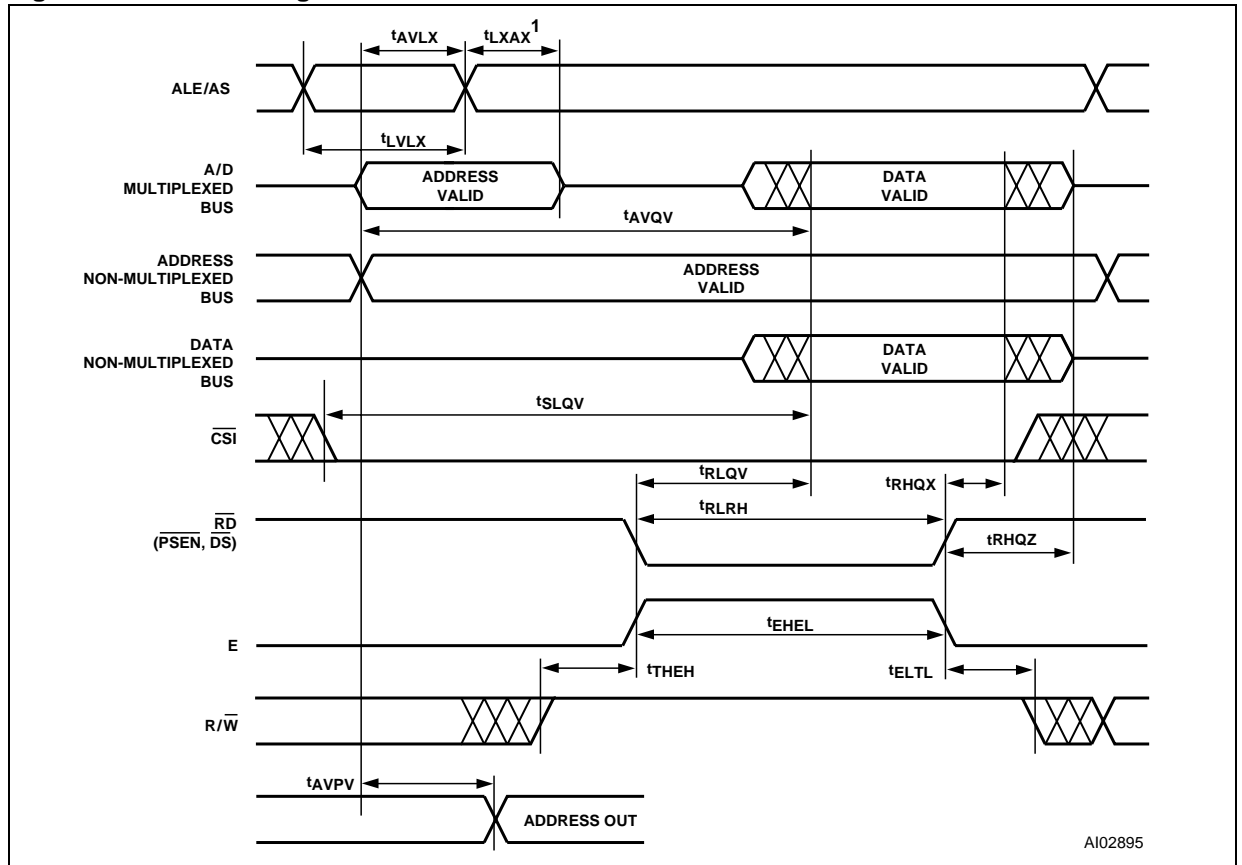 tAVLX tLXAX 1
ALE/AS
tLVLX
A/D
MULTIPLEXED
BUS
ADDRESS
VALID
DATA
VALID
tAVQV
ADDRESS
NON-MULTIPLEXED
BUS
ADDRESS
VALID
DATA
NON-MULTIPLEXED
BUS
DATA
VALID
tSLQV
CSI
tRLQV
tRHQX
tRLRH
RD
(PSEN, DS)
tRHQZ
tEHEL
E
tTHEH
tELTL
R/W
tAVPV
ADDRESS OUT
AI02895